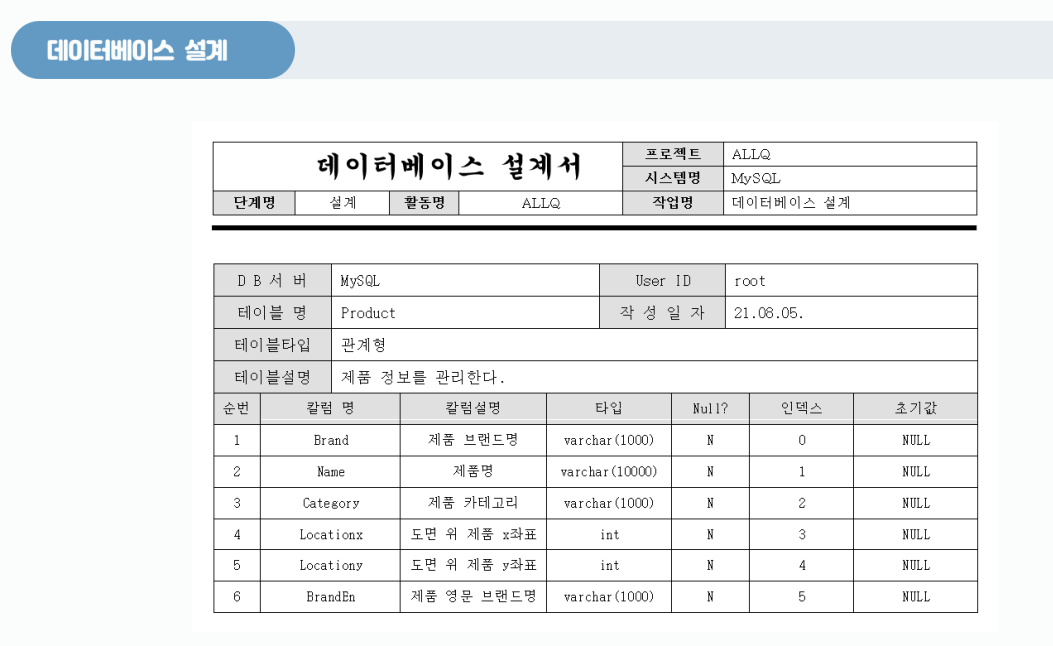 데이터베이스 설계
데이터베이스 설계서 프로젝트 ALLQ
시스템명 MySQL
단계명 설계 활동명 ALLQ 작업명 데이터베이스 설계
DB서버 MySQL User ID root
테이블 명 Product 작성일자 21.08.05.
테이블타입 관계형
테이블설명 제품 정보를 관리한다.
순번 칼럼 명 칼럼설명 타입 Null? 인덱스 초기값
1 Brand 제품 브랜드명 varchar(1000) N 0 NULL
2 Name 제품명 varchar(10000) N 1 NULL
3 Category 제품 카테고리 varchar(1000) N 2 NULL
4 Locationx 도면 위 제품 x좌표 int N 3 NULL
5 Locationy 도면 위 제품 y좌표 int N 4 NULL
6 BrandEn 제품 영문 브랜드명 varchar(1000) N 5 NULL